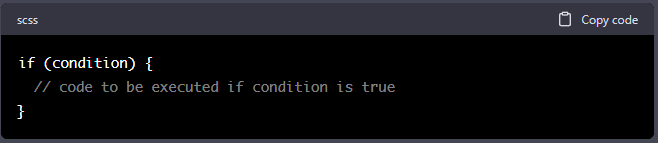 scss
Copy code
if (condition) {
  // code to be executed if condition is true
}